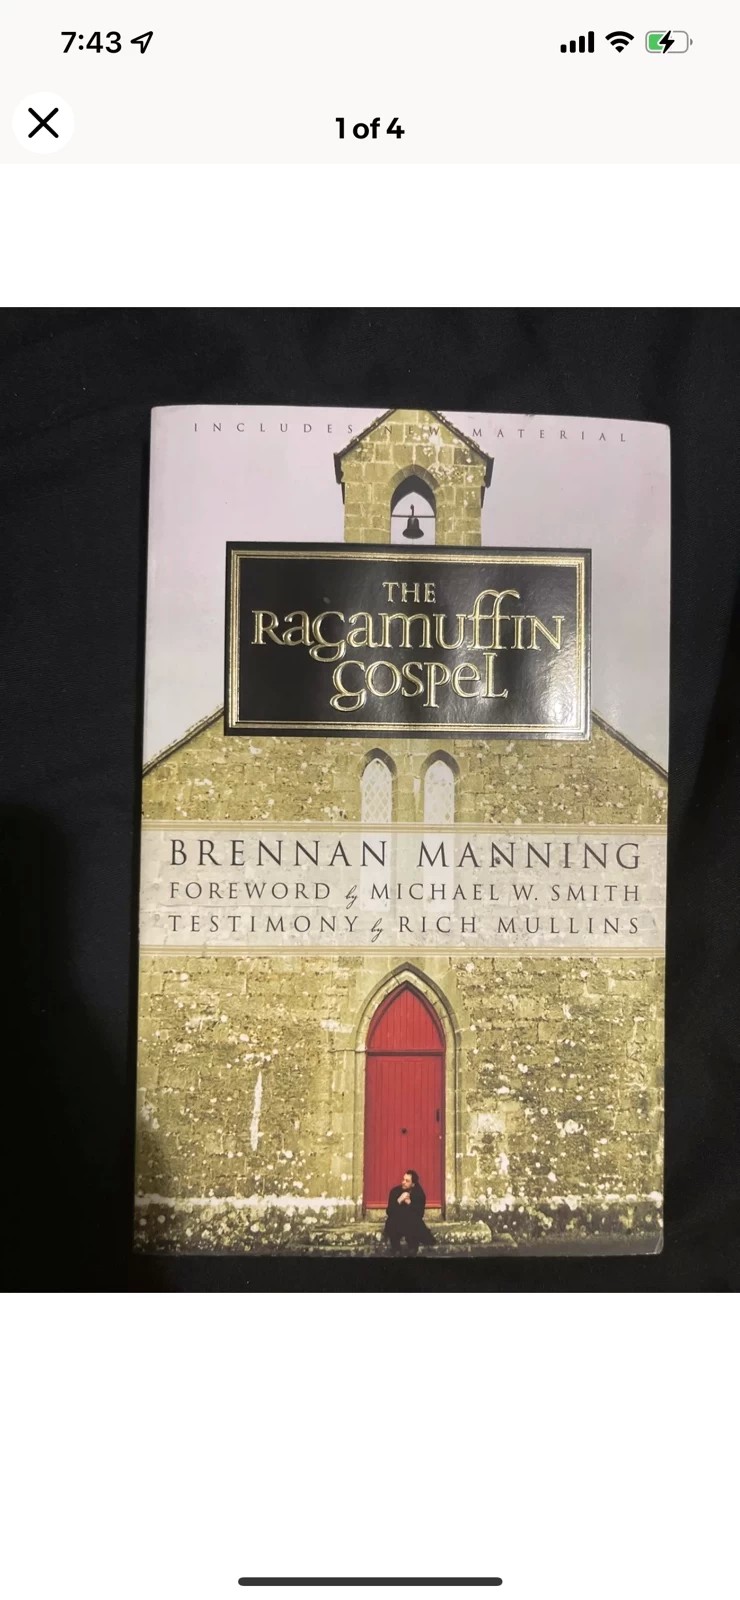 7:43
1 of 4
INCLUDES NEW MATERIAL
THE
RAGAMUFFIN
GOSPEL
BRENNAN MANNING
FOREWORD by MICHAEL W. SMITH
TESTIMONY by RICH MULLINS